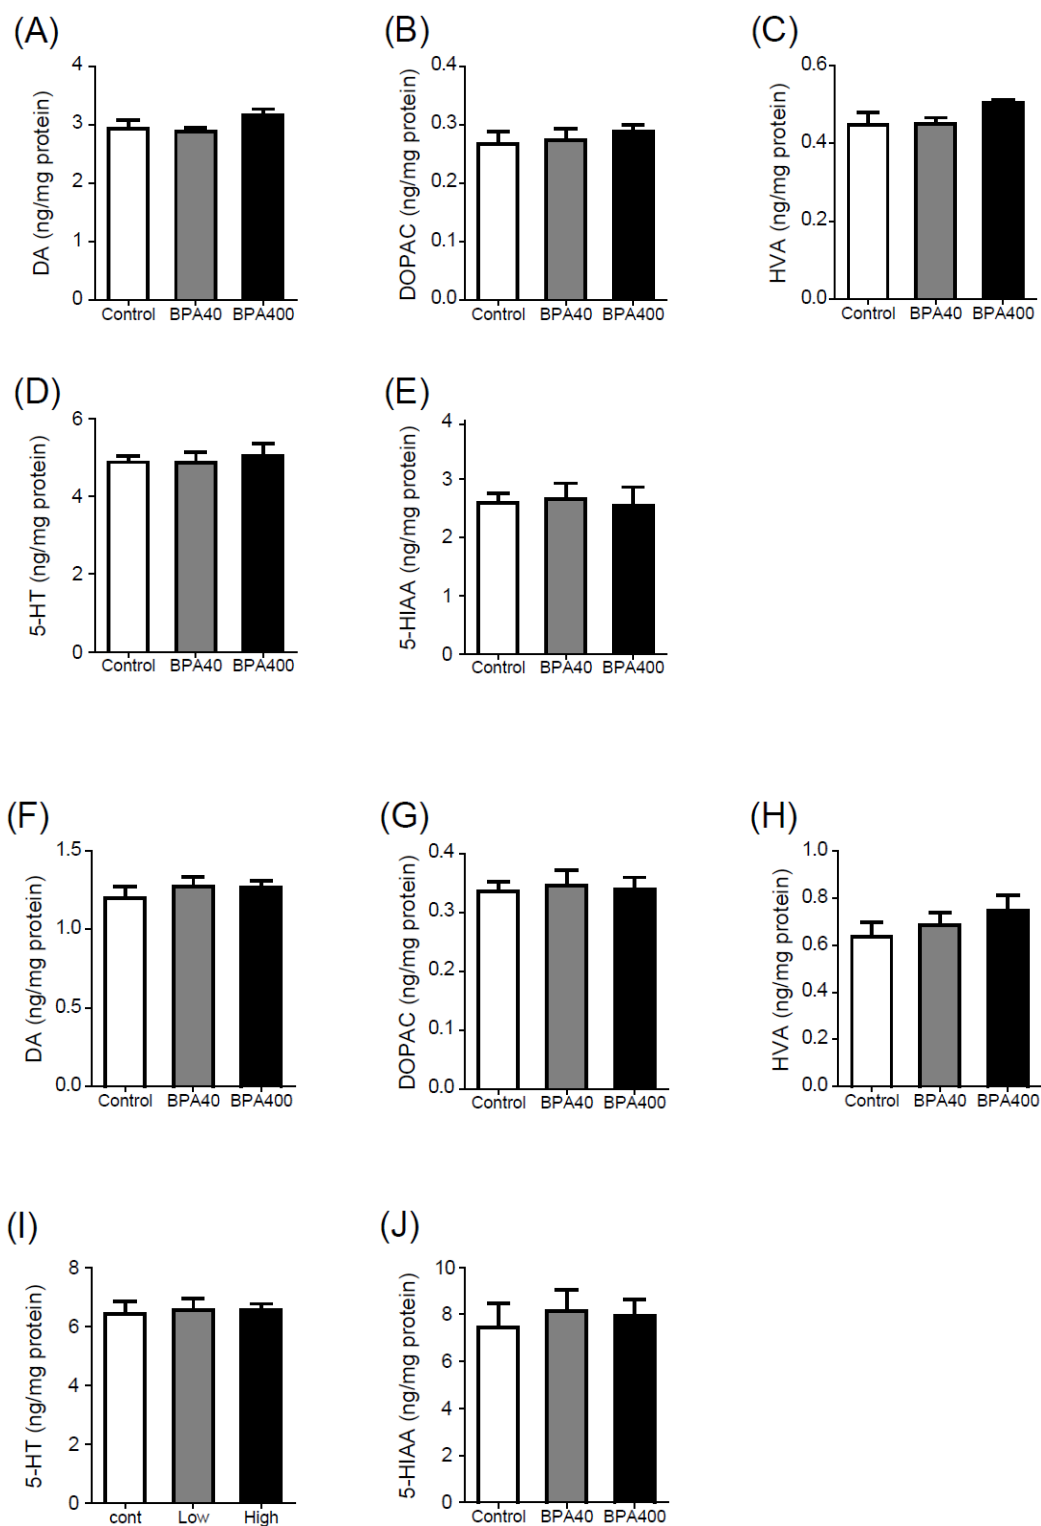 (A)
DA (ng/mg protein)
4
3
2
1
0
Control BPA40 BPA400
(B)
DOPAC (ng/mg protein)
0.4
0.3
0.2
0.1
0.0
Control BPA40 BPA400
(C)
HVA (ng/mg protein)
0.6
0.4
0.2
0.0
Control BPA40 BPA400
(D)
5-HT (ng/mg protein)
6
4
2
0
Control BPA40 BPA400
(E)
5-HIAA (ng/mg protein)
4
3
2
1
0
Control BPA40 BPA400
(F)
DA (ng/mg protein)
1.5
1.0
0.5
0.0
Control BPA40 BPA400
(G)
DOPAC (ng/mg protein)
0.4
0.3
0.2
0.1
0.0
Control BPA40 BPA400
(H)
HVA (ng/mg protein)
1.0
0.8
0.6
0.4
0.2
0.0
Control BPA40 BPA400
(I)
5-HT (ng/mg protein)
8
6
4
2
0
cont Low High
(J)
5-HIAA (ng/mg protein)
10
8
6
4
2
0
Control BPA40 BPA400